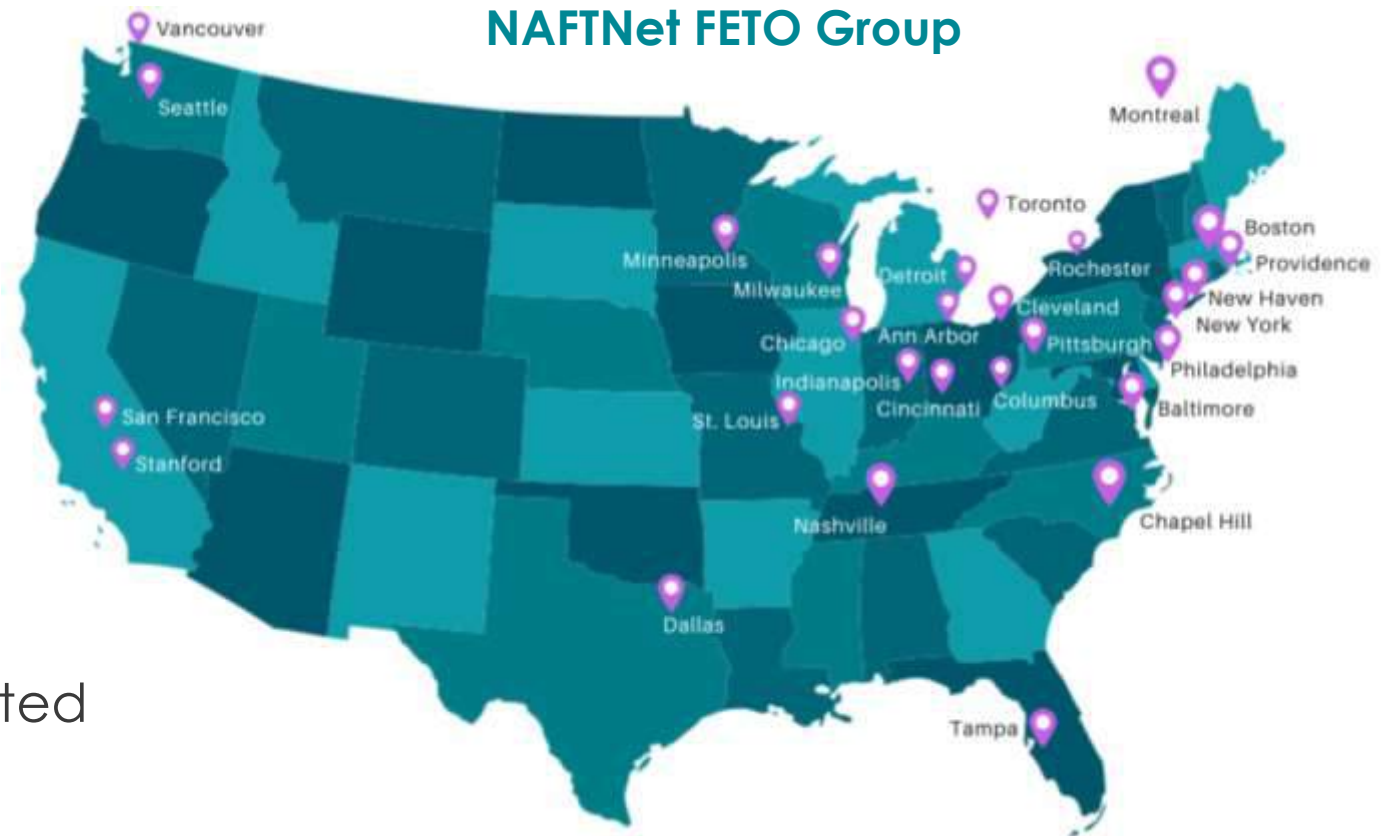 NAFTNet FETO Group
Vancouver
Seattle
Montreal
Toronto
Boston
Minneapolis
Providence
Rochester
Detroit
Milwaukee
New Haven
Cleveland
New York
Chicago
Ann Arbor
Pittsburgh
Philadelphia
Indianapolis
Columbus
Cincinnati
Baltimore
San Francisco
St. Louis
Stanford
Nashville
Chapel Hill
Dallas
ted
Tampa